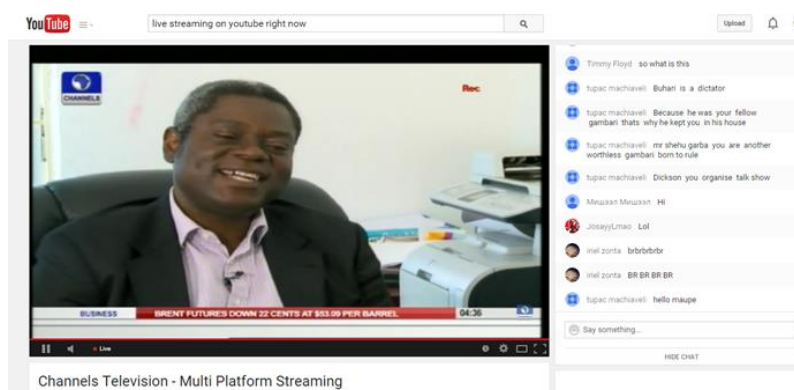 YouTube
live streaming on youtube right now
Upload
CHANNELS
Rec
BUSINESS BRENT FUTURES DOWN 22 CENTS AT $53.09 PER BARREL. 04:36
Live
Channels Television - Multi Platform Streaming
Timmy Floyd so what is this
tupac machiaveli Buhari is a dictator
tupac machiaveli Because he was your fellow
gambari thats why he kept you in his house
tupac machiaveli mr shehu garba you are another
worthless gambari born to rule
tupac machiaveli Dickson you organise talk show
Мишаэл Мишаэл Hi
JosayyLmao Lol
iriel zonta brbrbrbrbr
iriel zonta BR BR BR BR
tupac machiaveli hello maupe
Say something...
HIDE CHAT